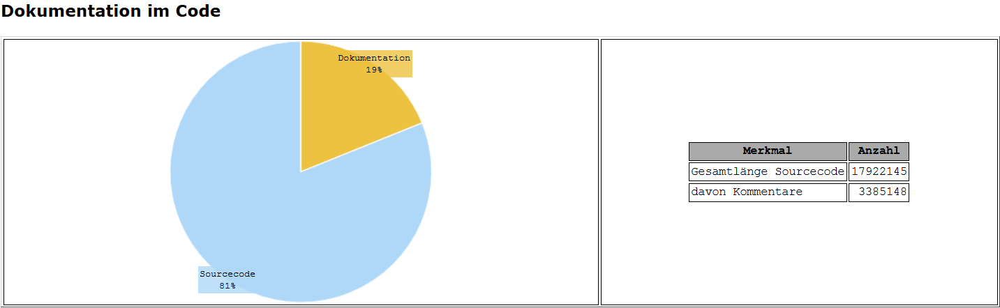 Dokumentation im Code
Dokumentation
19%
Sourcecode
81%
Merkmal Anzahl
Gesamtlänge Sourcecode 17922145
davon Kommentare 3385148